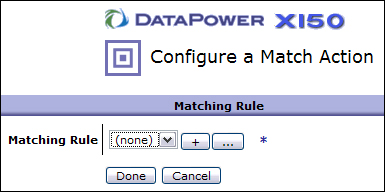 DATAPOWER XI50
Configure a Match Action
Matching Rule
Matching Rule (none) + ... *
Done Cancel